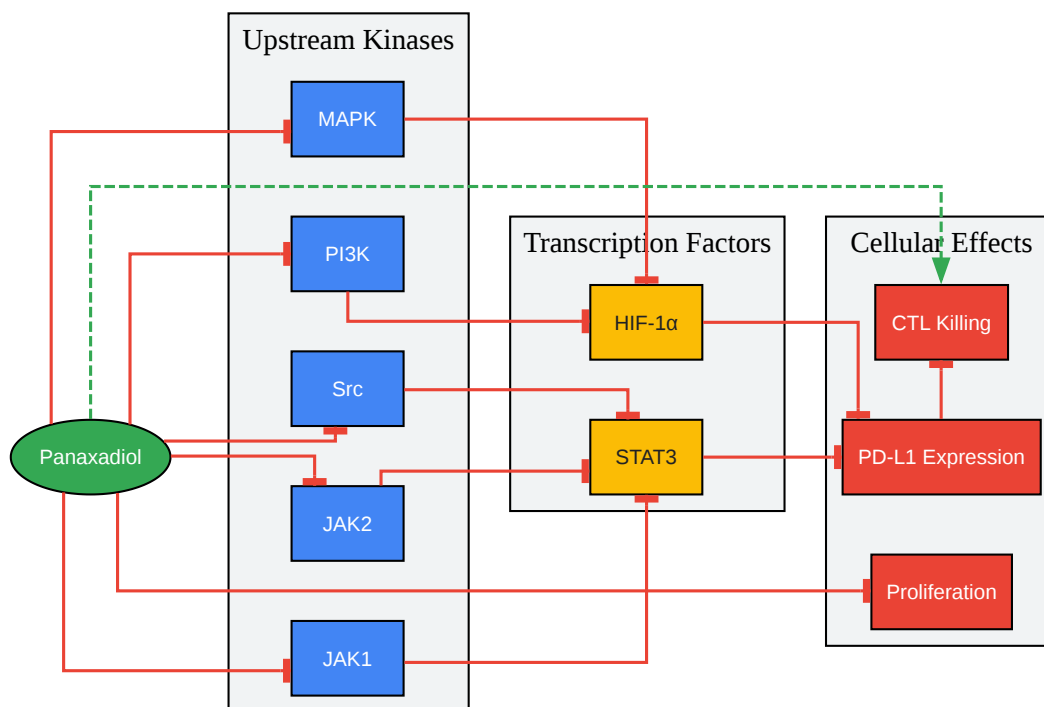 Upstream Kinases
MAPK
PI3K
Src
JAK2
JAK1
Panaxadiol
Transcription Factors
HIF-1α
STAT3
Cellular Effects
CTL Killing
PD-L1 Expression
Proliferation